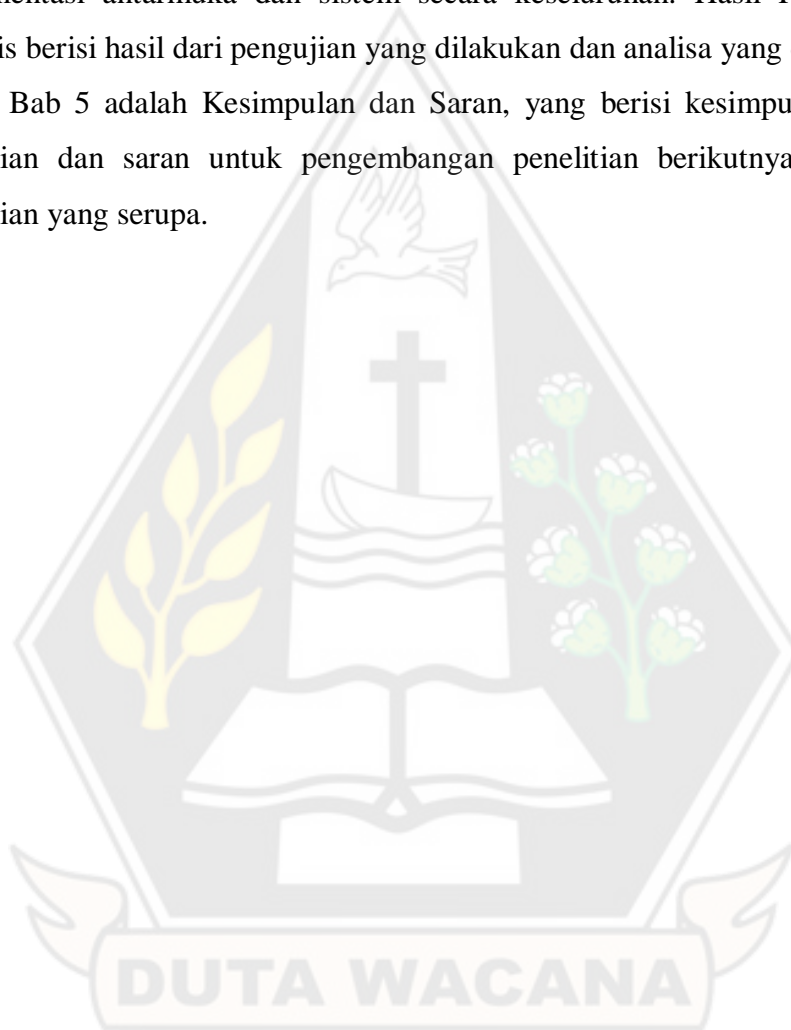 mentasi antarmuka dan sistem secara keseluruhan. Hasil
is berisi hasil dari pengujian yang dilakukan dan analisa yang
Bab 5 adalah Kesimpulan dan Saran, yang berisi kesimpu
ian dan saran untuk pengembangan penelitian berikutnya
ian yang serupa.
DUTA WACANA